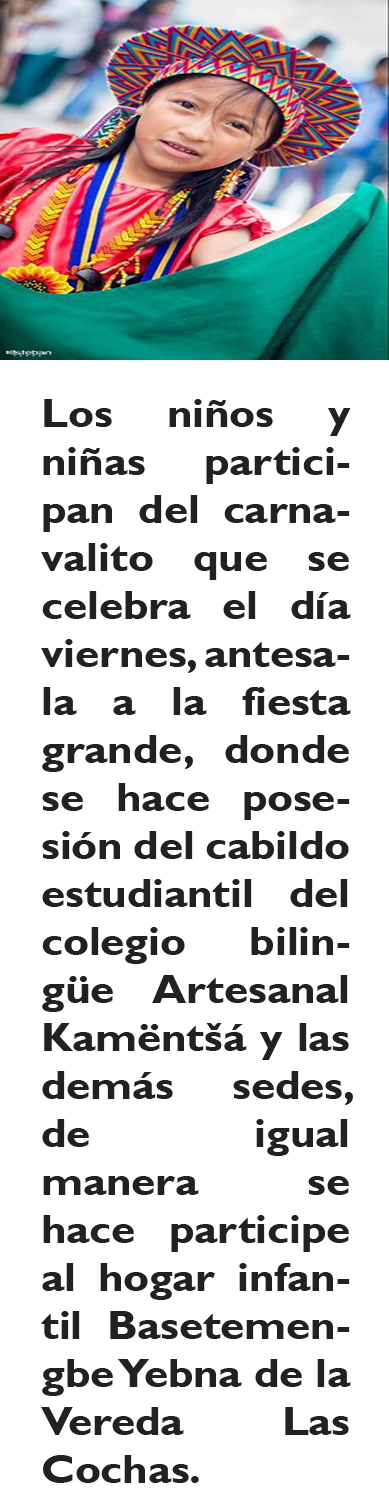 Esteban
Los niños y
niñas partici-
pan del carna-
valito que se
celebra el día
viernes, antesa-
la a la fiesta
grande, donde
se hace pose-
sión del cabildo
estudiantil del
colegio bilin-
güe Artesanal
Kamëntšá y las
demás sedes,
de igual
manera se
hace participe
al hogar infan-
til Basetemen-
gbe Yebna de la
Vereda Las
Cochas.